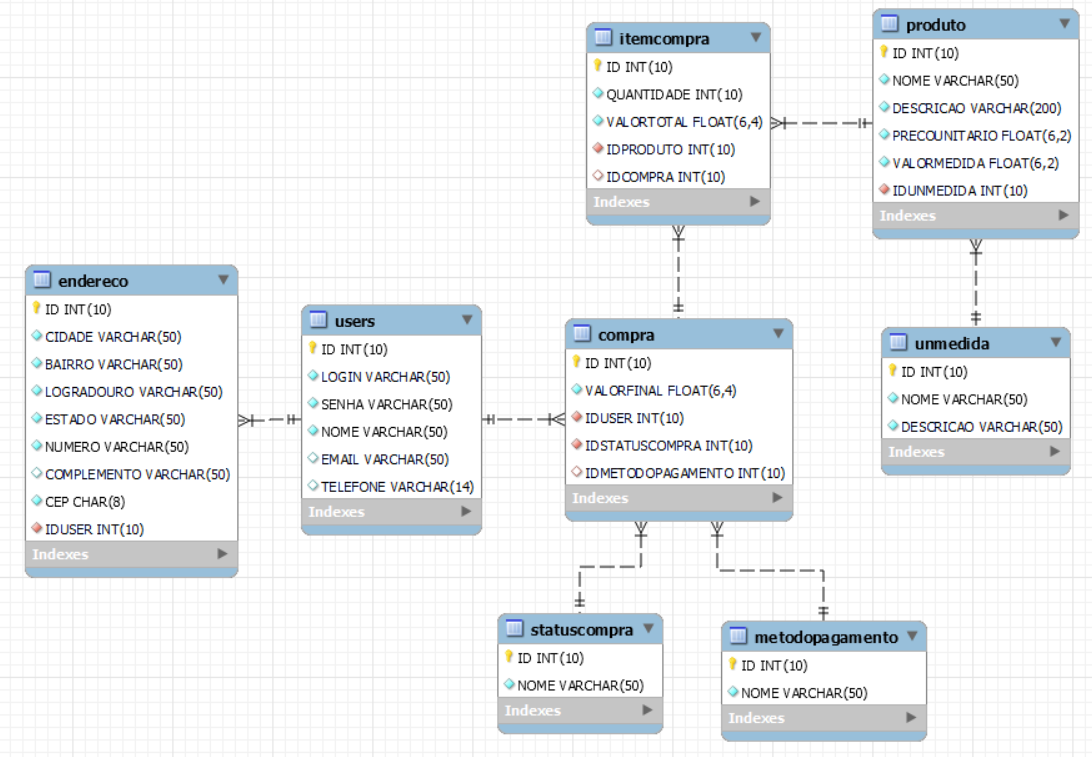 itemcompra
ID INT(10)
QUANTIDADE INT(10)
VALORTOTAL FLOAT(6,4)
IDPRODUTO INT(10)
IDCOMPRA INT(10)
Indexes
produto
ID INT(10)
NOME VARCHAR(50)
DESCRICAO VARCHAR(200)
PRECOUNITARIO FLOAT(6,2)
VALORMEDIDA FLOAT(6,2)
IDUNMEDIDA INT(10)
Indexes
endereco
ID INT(10)
CIDADE VARCHAR(50)
BAIRRO VARCHAR(50)
LOGRADOURO VARCHAR(50)
ESTADO VARCHAR(50)
NUMERO VARCHAR(50)
COMPLEMENTO VARCHAR(50)
CEP CHAR(8)
IDUSER INT(10)
Indexes
users
ID INT(10)
LOGIN VARCHAR(50)
SENHA VARCHAR(50)
NOME VARCHAR(50)
EMAIL VARCHAR(50)
TELEFONE VARCHAR(14)
Indexes
compra
ID INT(10)
VALORFINAL FLOAT(6,4)
IDUSER INT(10)
IDSTATUSCOMPRA INT(10)
IDMETODOPAGAMENTO INT(10)
Indexes
unmedida
ID INT(10)
NOME VARCHAR(50)
DESCRICAO VARCHAR(50)
Indexes
statuscompra
ID INT(10)
NOME VARCHAR(50)
Indexes
metodopagamento
ID INT(10)
NOME VARCHAR(50)
Indexes